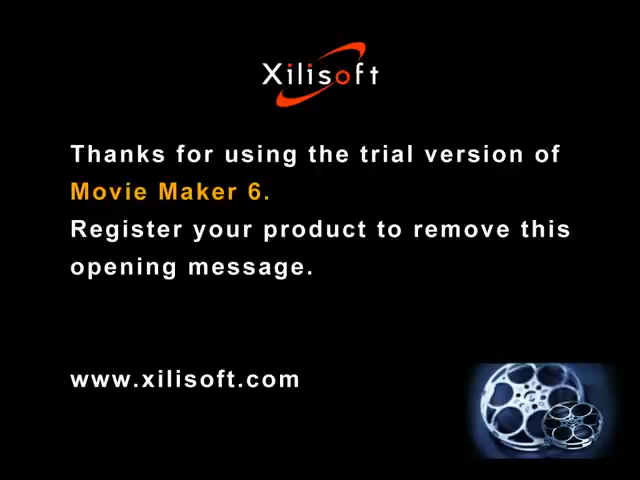 Xilisoft
Thanks for using the trial version of
Movie Maker 6.
Register your product to remove this
opening message.
www.xilisoft.com